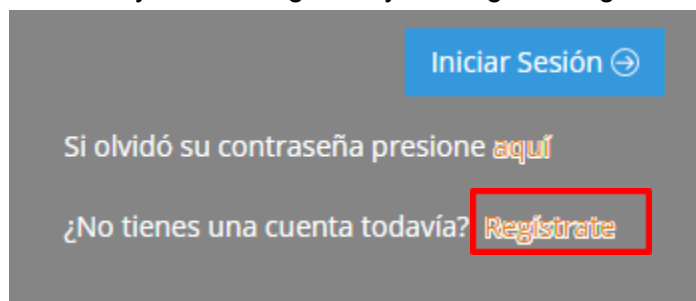 Iniciar Sesión
Si olvidó su contraseña presione aquí
¿No tienes una cuenta todavía? Regístrate